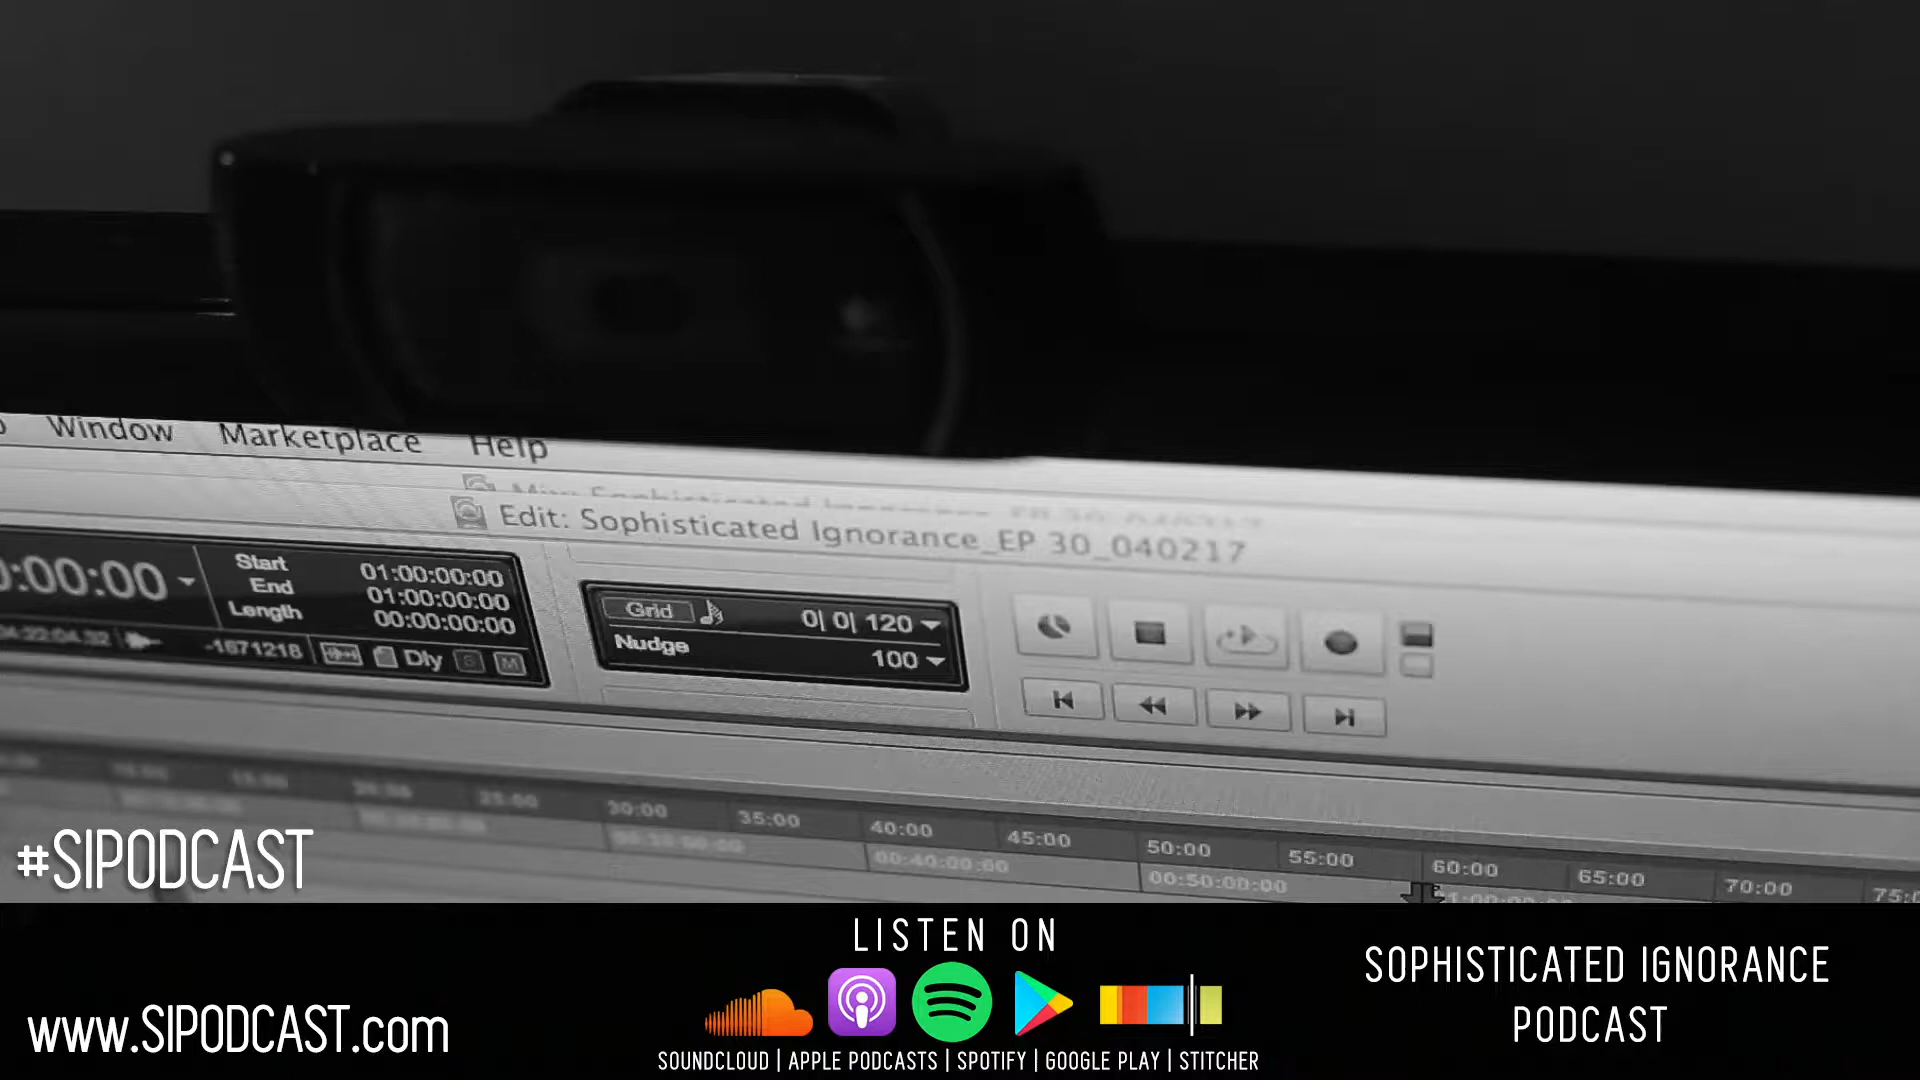 Window Marketplace Help
Edit: Sophisticated Ignorance_EP 30_040217
:00:00:00
Start 01:00:00:00
End 01:00:00:00
Length 00:00:00:00
-1671218
Dly S M
Grid 0| 0| 120
Nudge 100
25:00 30:00 35:00 40:00 45:00 50:00 55:00 60:00 65:00 70:00
00:40:00:00 00:50:00:00
#SIPODCAST
www.SIPODCAST.com
LISTEN ON
SOUNDCLOUD | APPLE PODCASTS | SPOTIFY | GOOGLE PLAY | STITCHER
SOPHISTICATED IGNORANCE
PODCAST